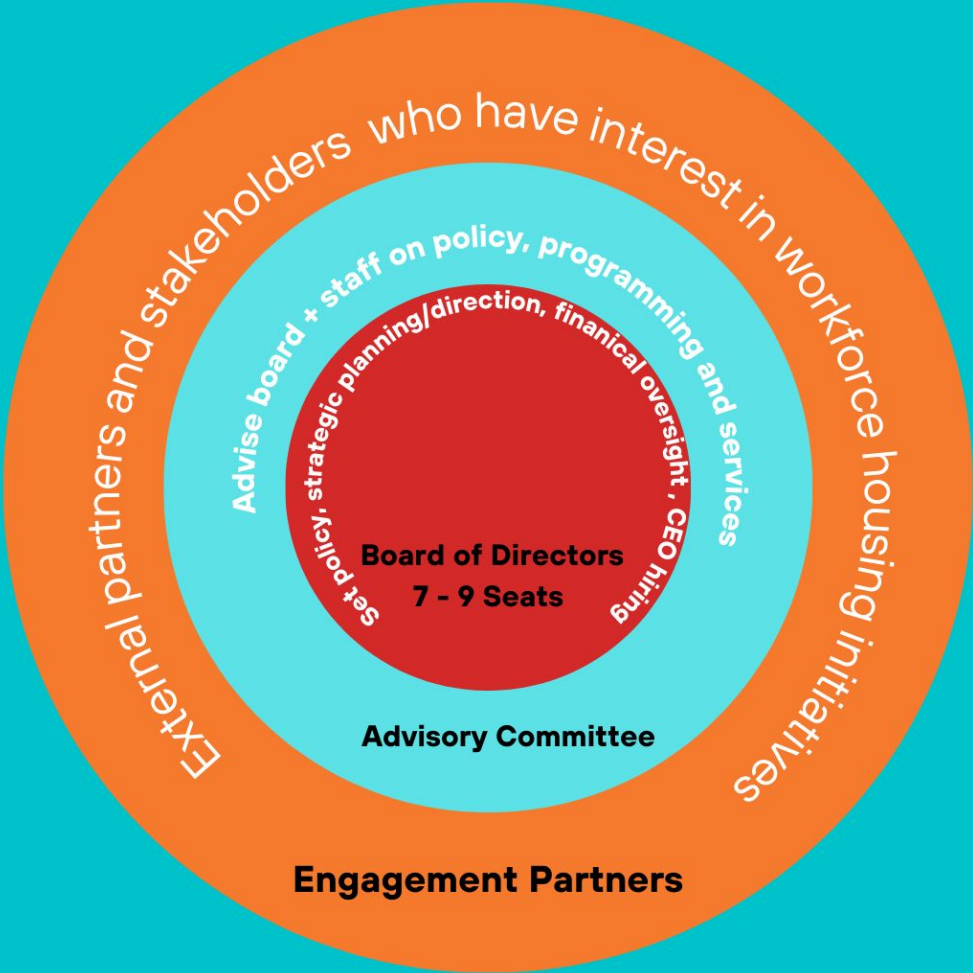 External partners and stakeholders who have interest in workforce housing initiatives
Advise board + staff on policy, programming and services
Set policy, strategic planning/direction, finanical oversight , CEO hiring
Board of Directors
7 - 9 Seats
Advisory Committee
Engagement Partners